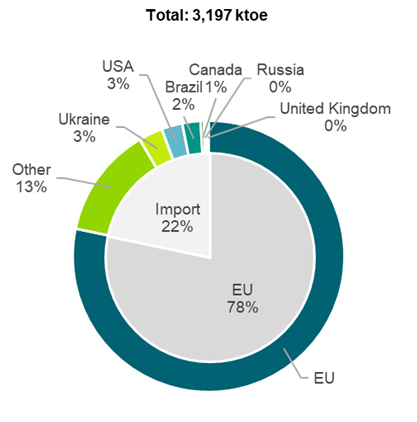 Total: 3,197 ktoe
USA
3%
Canada
1%
Russia
0%
Brazil
2%
United Kingdom
0%
Ukraine
3%
Other
13%
Import
22%
EU
78%
EU